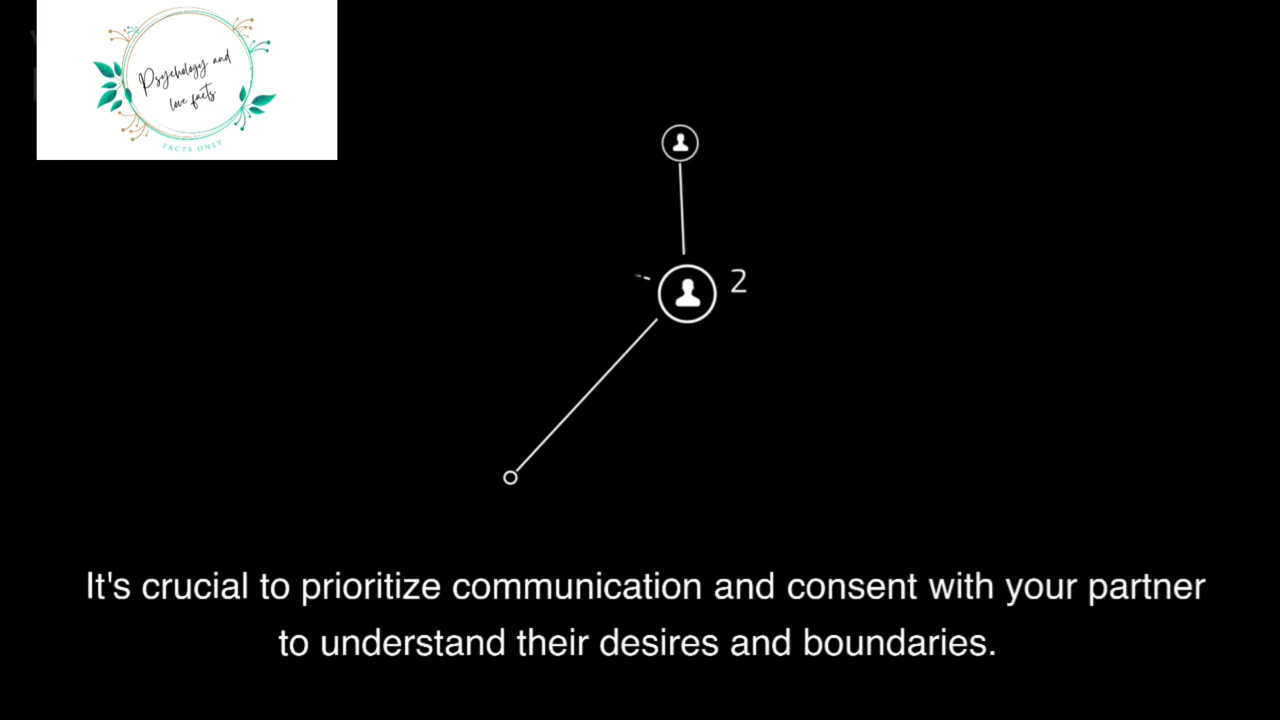 Psychology and
love facts
FACTS ONLY
2
It's crucial to prioritize communication and consent with your partner
to understand their desires and boundaries.